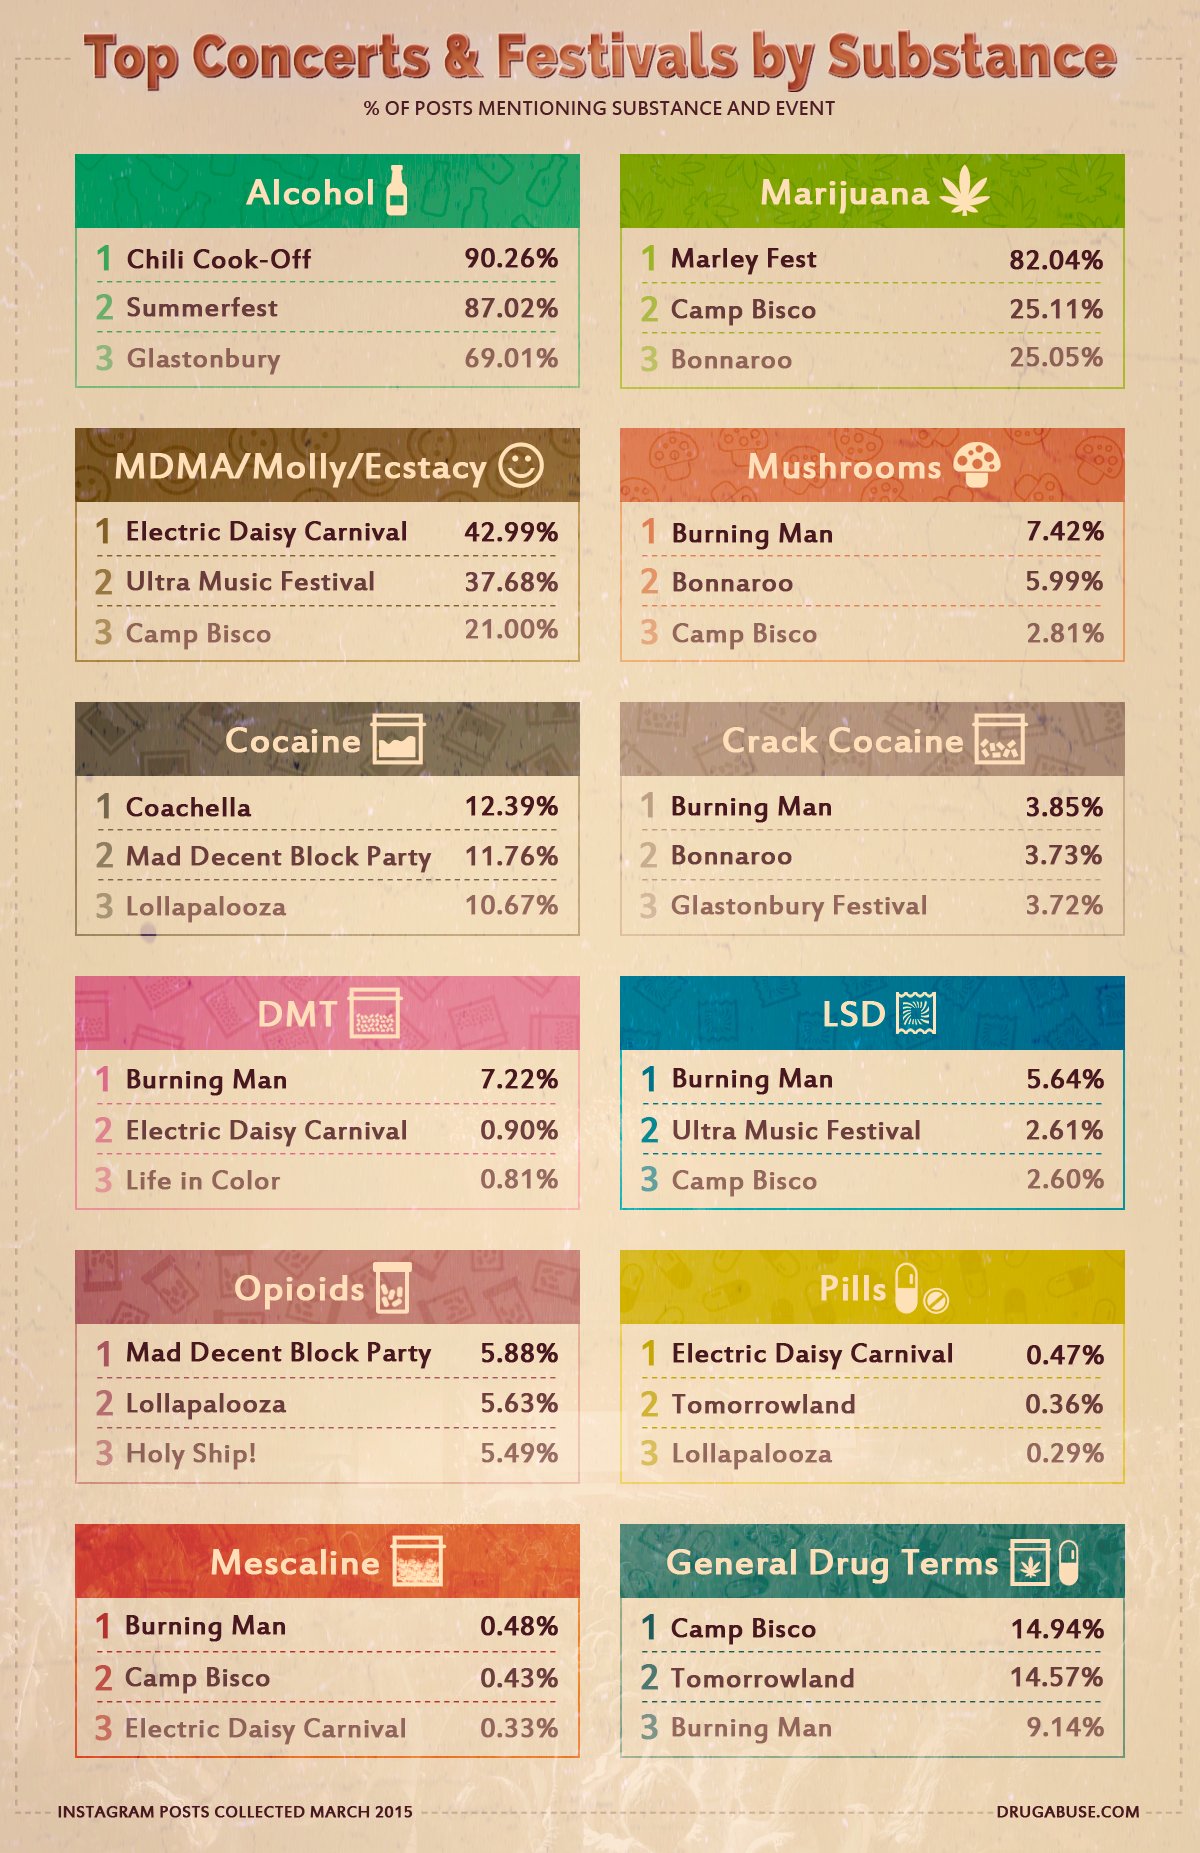 Top Concerts & Festivals by Substance
% OF POSTS MENTIONING SUBSTANCE AND EVENT
Alcohol
1 Chili Cook-Off 90.26%
2 Summerfest 87.02%
3 Glastonbury 69.01%
Marijuana
1 Marley Fest 82.04%
2 Camp Bisco 25.11%
3 Bonnaroo 25.05%
MDMA/Molly/Ecstacy
1 Electric Daisy Carnival 42.99%
2 Ultra Music Festival 37.68%
3 Camp Bisco 21.00%
Mushrooms
1 Burning Man 7.42%
2 Bonnaroo 5.99%
3 Camp Bisco 2.81%
Cocaine
1 Coachella 12.39%
2 Mad Decent Block Party 11.76%
3 Lollapalooza 10.67%
Crack Cocaine
1 Burning Man 3.85%
2 Bonnaroo 3.73%
3 Glastonbury Festival 3.72%
DMT
1 Burning Man 7.22%
2 Electric Daisy Carnival 0.90%
3 Life in Color 0.81%
LSD
1 Burning Man 5.64%
2 Ultra Music Festival 2.61%
3 Camp Bisco 2.60%
Opioids
1 Mad Decent Block Party 5.88%
2 Lollapalooza 5.63%
3 Holy Ship! 5.49%
Pills
1 Electric Daisy Carnival 0.47%
2 Tomorrowland 0.36%
3 Lollapalooza 0.29%
Mescaline
1 Burning Man 0.48%
2 Camp Bisco 0.43%
3 Electric Daisy Carnival 0.33%
General Drug Terms
1 Camp Bisco 14.94%
2 Tomorrowland 14.57%
3 Burning Man 9.14%
INSTAGRAM POSTS COLLECTED MARCH 2015
DRUGABUSE.COM